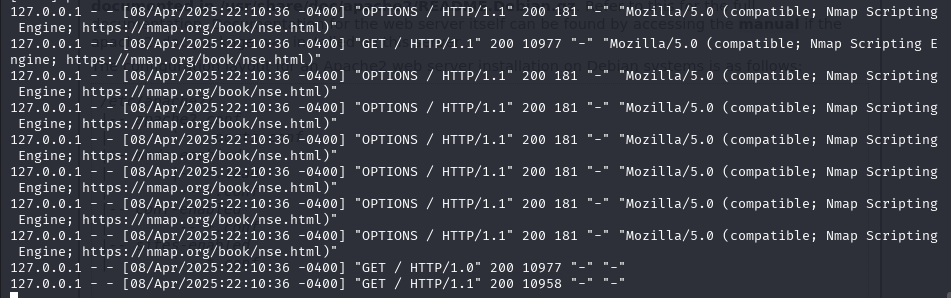 127.0.0.1 - - [08/Apr/2025:22:10:36 -0400] "OPTIONS / HTTP/1.1" 200 181 "-" "Mozilla/5.0 (compatible; Nmap Scripting
Engine; https://nmap.org/book/nse.html)"
127.0.0.1 - - [08/Apr/2025:22:10:36 -0400] "GET / HTTP/1.1" 200 10977 "-" "Mozilla/5.0 (compatible; Nmap Scripting E
ngine; https://nmap.org/book/nse.html)"
127.0.0.1 - - [08/Apr/2025:22:10:36 -0400] "OPTIONS / HTTP/1.1" 200 181 "-" "Mozilla/5.0 (compatible; Nmap Scripting
Engine; https://nmap.org/book/nse.html)"
127.0.0.1 - - [08/Apr/2025:22:10:36 -0400] "OPTIONS / HTTP/1.1" 200 181 "-" "Mozilla/5.0 (compatible; Nmap Scripting
Engine; https://nmap.org/book/nse.html)"
127.0.0.1 - - [08/Apr/2025:22:10:36 -0400] "OPTIONS / HTTP/1.1" 200 181 "-" "Mozilla/5.0 (compatible; Nmap Scripting
Engine; https://nmap.org/book/nse.html)"
127.0.0.1 - - [08/Apr/2025:22:10:36 -0400] "OPTIONS / HTTP/1.1" 200 181 "-" "Mozilla/5.0 (compatible; Nmap Scripting
Engine; https://nmap.org/book/nse.html)"
127.0.0.1 - - [08/Apr/2025:22:10:36 -0400] "OPTIONS / HTTP/1.1" 200 181 "-" "Mozilla/5.0 (compatible; Nmap Scripting
Engine; https://nmap.org/book/nse.html)"
127.0.0.1 - - [08/Apr/2025:22:10:36 -0400] "OPTIONS / HTTP/1.1" 200 181 "-" "Mozilla/5.0 (compatible; Nmap Scripting
Engine; https://nmap.org/book/nse.html)"
127.0.0.1 - - [08/Apr/2025:22:10:36 -0400] "GET / HTTP/1.0" 200 10977 "-" "-"
127.0.0.1 - - [08/Apr/2025:22:10:36 -0400] "GET / HTTP/1.1" 200 10958 "-" "-"